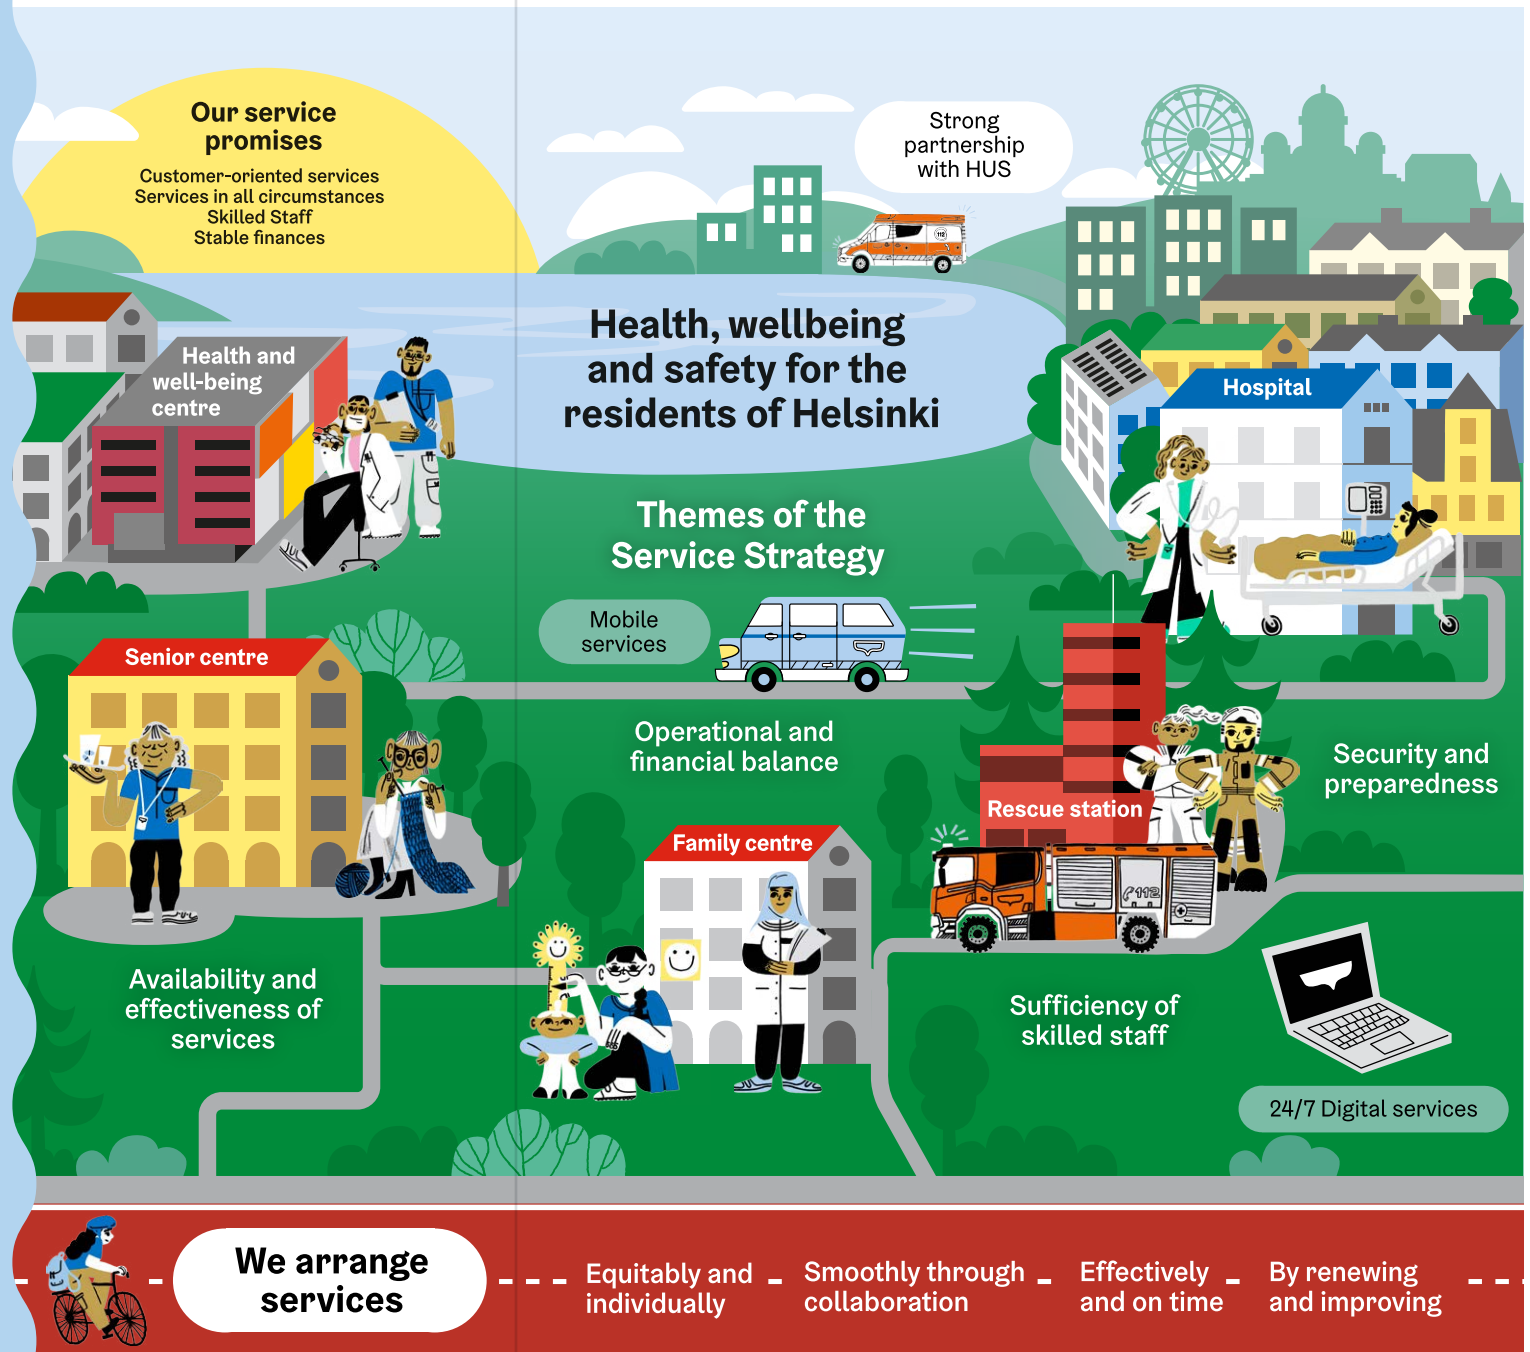 Our service
promises
Customer-oriented services
Services in all circumstances
Skilled Staff
Stable finances
Strong
partnership
with HUS
112
Health, wellbeing
and safety for the
residents of Helsinki
Health and
well-being
centre
Hospital
Themes of the
Service Strategy
Mobile
services
Senior centre
Operational and
financial balance
Security and
preparedness
Rescue station
Family centre
112
Availability and
effectiveness of
services
Sufficiency of
skilled staff
24/7 Digital services
We arrange
services
Equitably and
individually
Smoothly through
collaboration
Effectively
and on time
By renewing
and improving